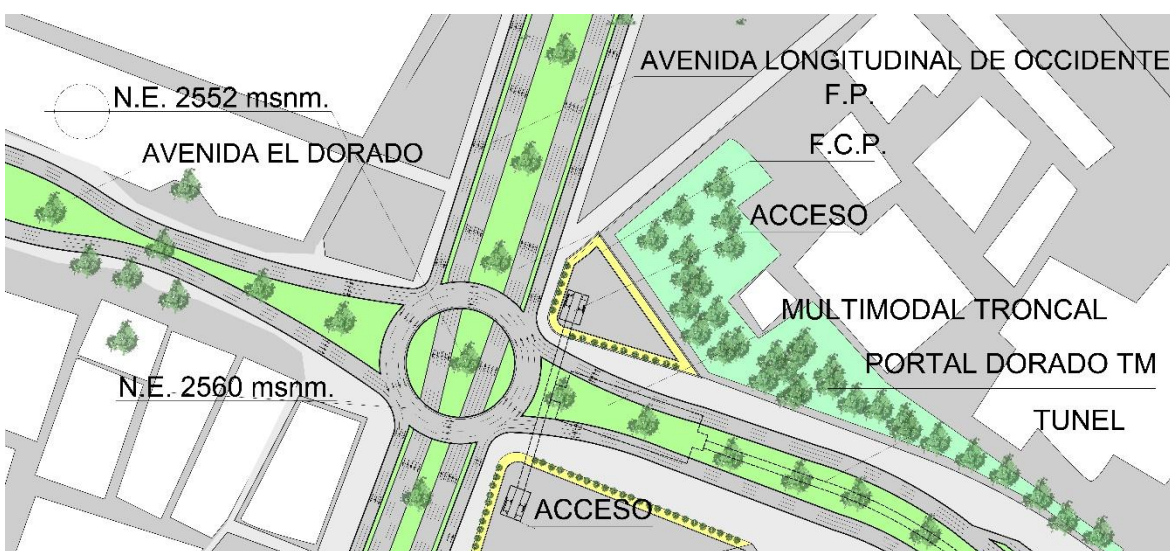 AVENIDA LONGITUDINAL DE OCCIDENTE
N.E. 2552 msnm.
F.P.
AVENIDA EL DORADO
F.C.P.
ACCESO
MULTIMODAL TRONCAL
PORTAL DORADO TM
N.E. 2560 msnm.
TUNEL
ACCESO